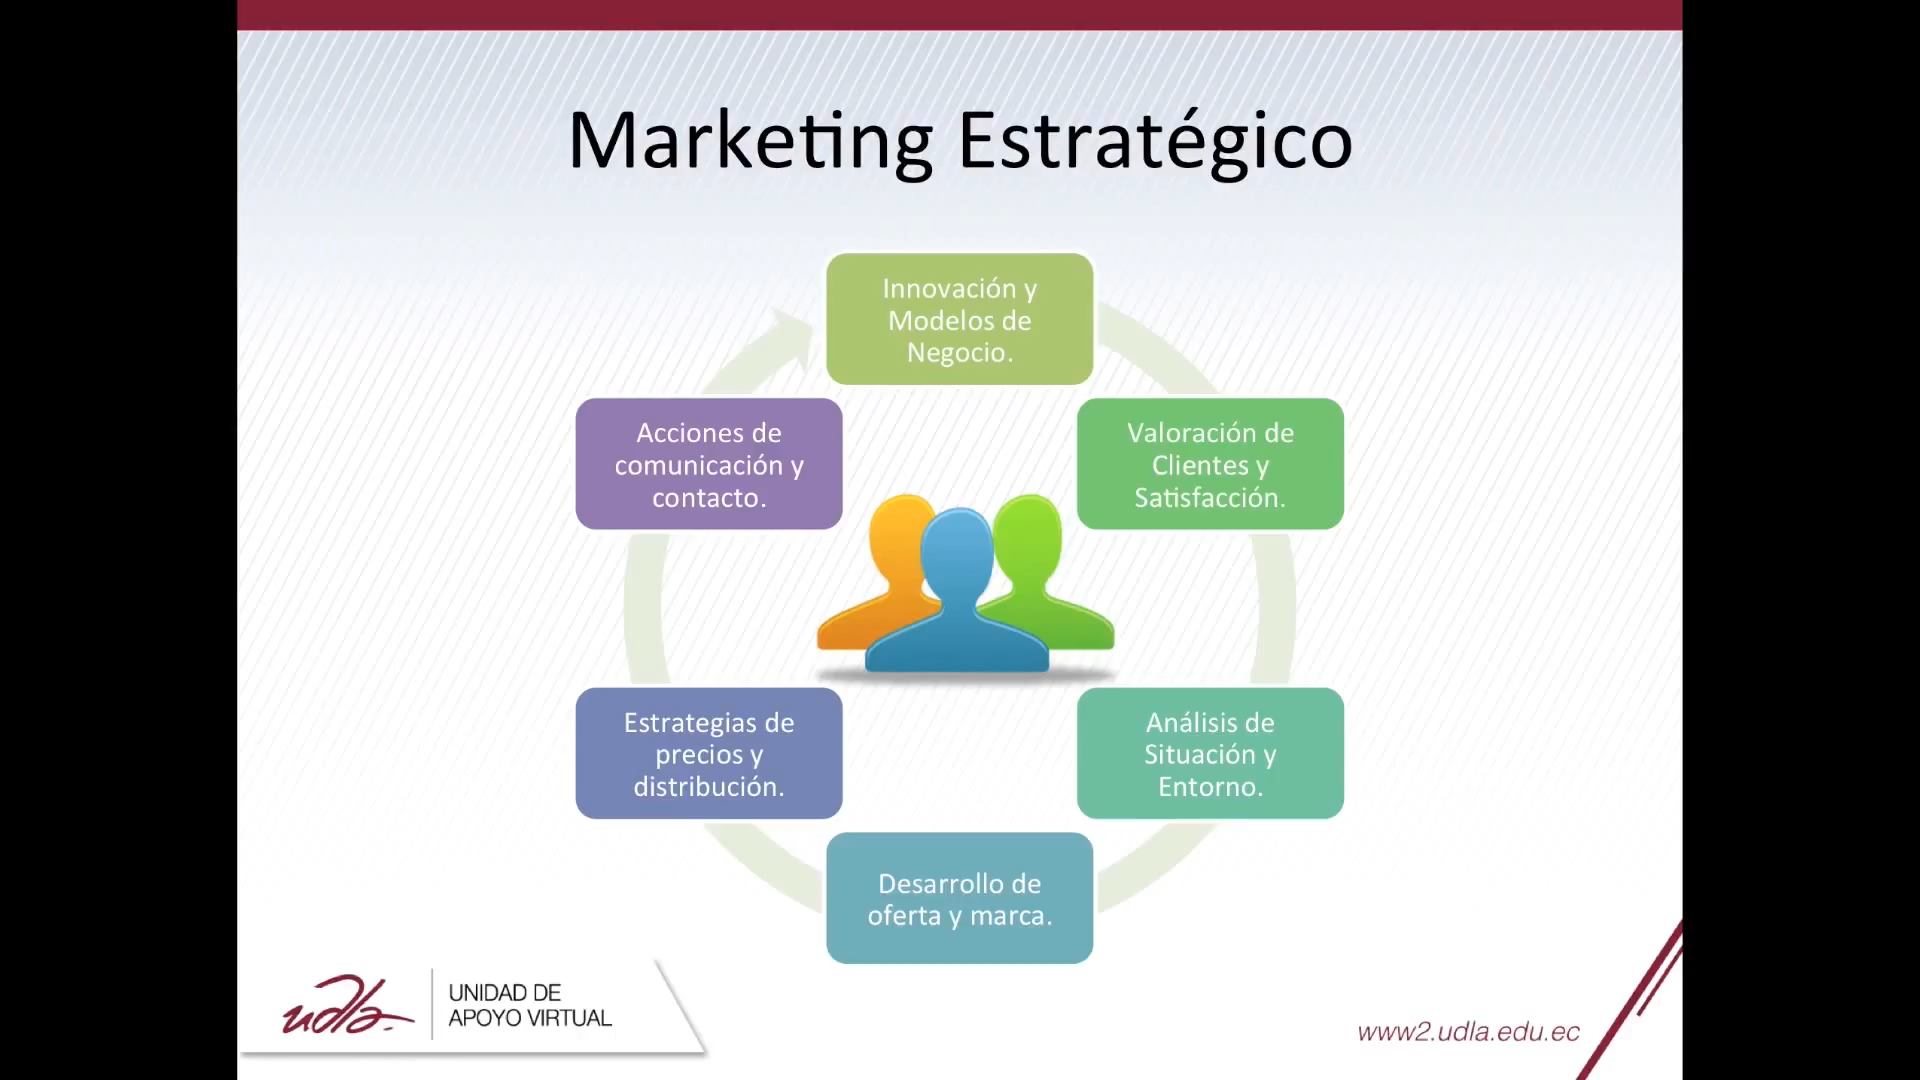 Marketing Estratégico
Innovación y
Modelos de
Negocio.
Valoración de
Clientes y
Satisfacción.
Análisis de
Situación y
Entorno.
Desarrollo de
oferta y marca.
Estrategias de
precios y
distribución.
Acciones de
comunicación y
contacto.
udla
UNIDAD DE
APOYO VIRTUAL
www2.udla.edu.ec